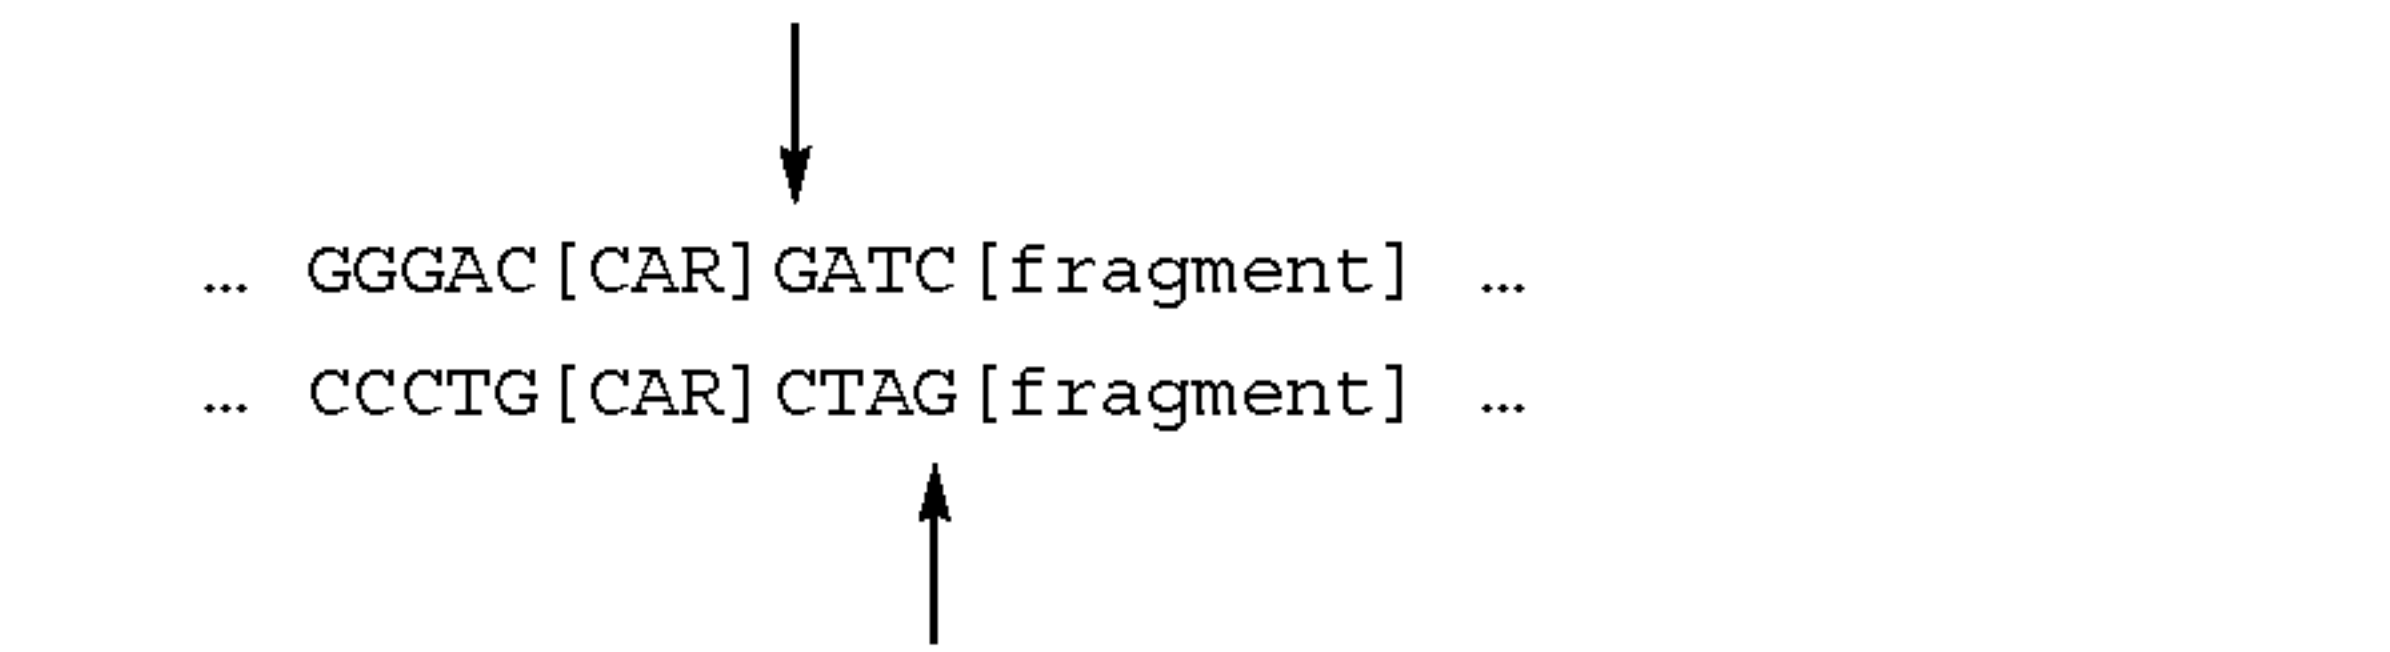 … GGGAC[CAR]GATC[fragment] …
… CCCTG[CAR]CTAG[fragment] …